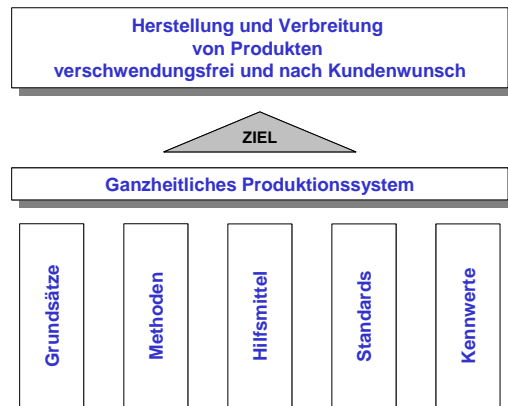 Herstellung und Verbreitung
von Produkten
verschwendungsfrei und nach Kundenwunsch
ZIEL
Ganzheitliches Produktionssystem
Grundsätze
Methoden
Hilfsmittel
Standards
Kennwerte